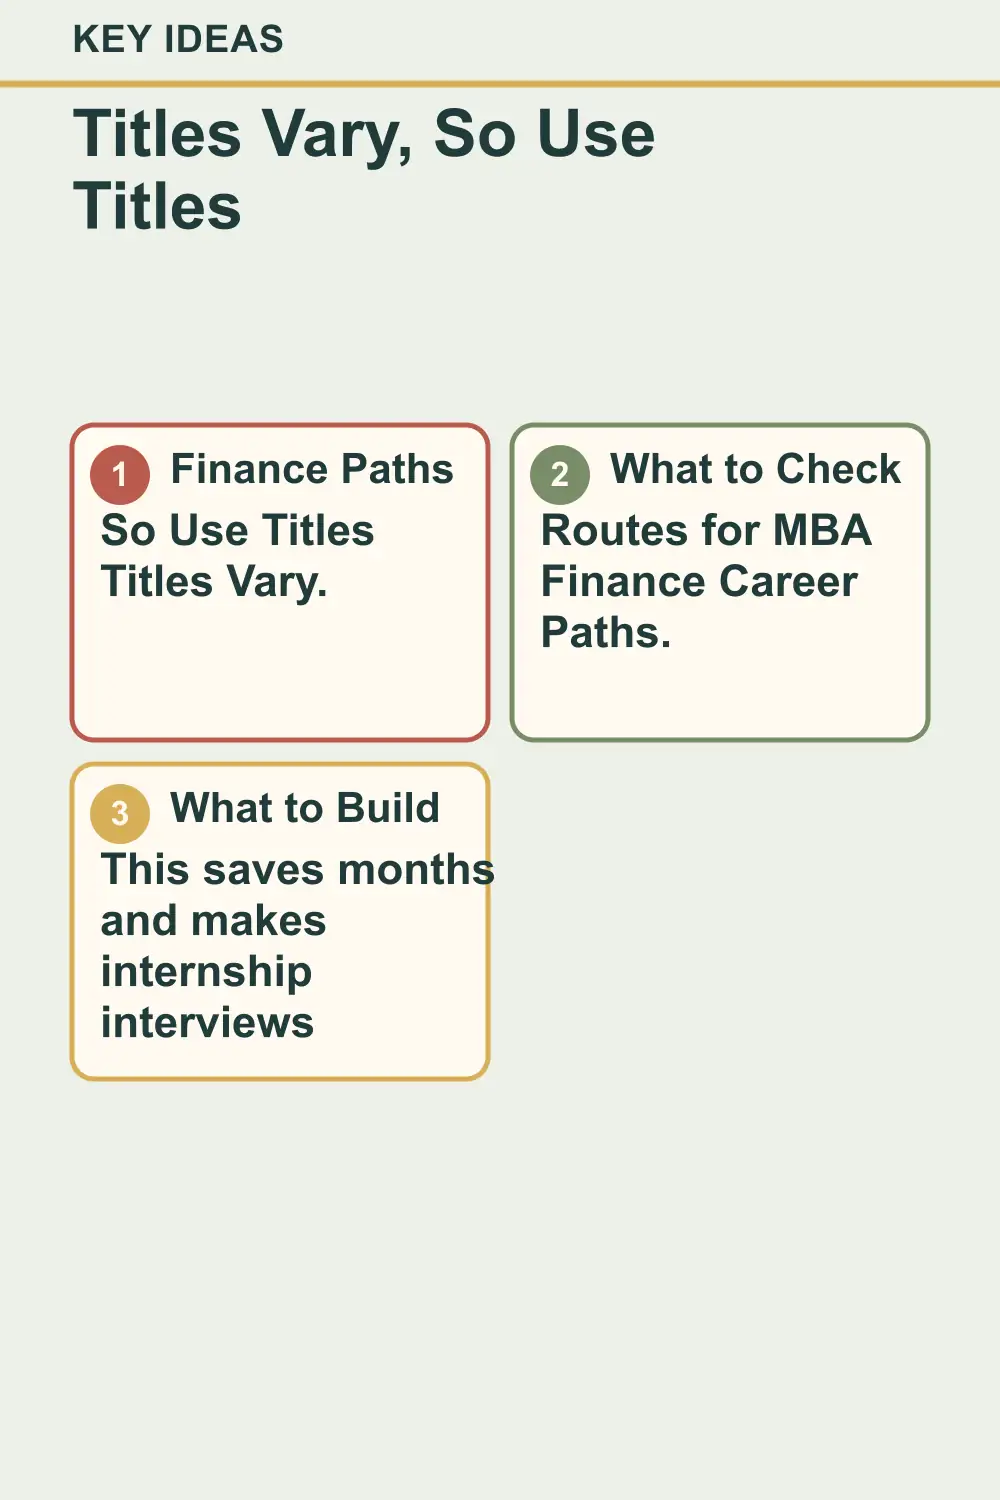 KEY IDEAS
Titles Vary, So Use
Titles
1 Finance Paths
So Use Titles
Titles Vary.
2 What to Check
Routes for MBA
Finance Career
Paths.
3 What to Build
This saves months
and makes
internship
interviews